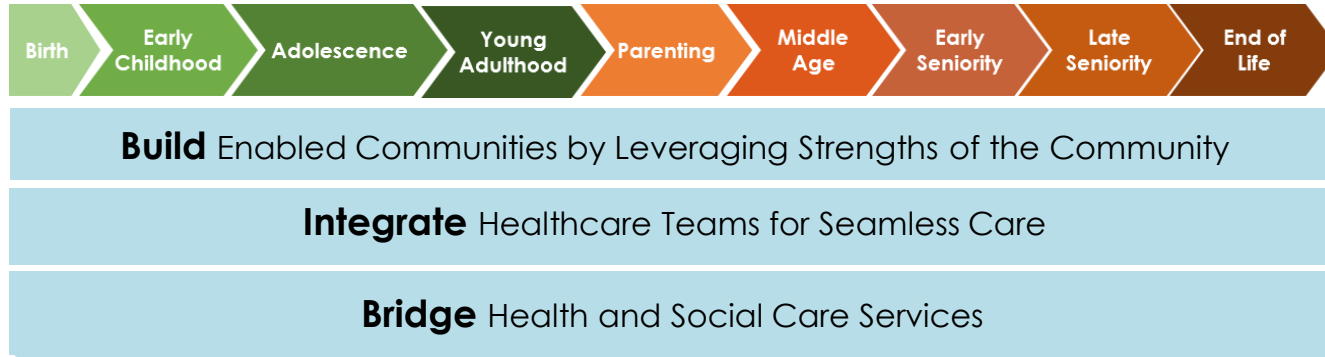 Birth
Early
Childhood
Adolescence
Young
Adulthood
Parenting
Middle
Age
Early
Seniority
Late
Seniority
End of
Life
Build Enabled Communities by Leveraging Strengths of the Community
Integrate Healthcare Teams for Seamless Care
Bridge Health and Social Care Services